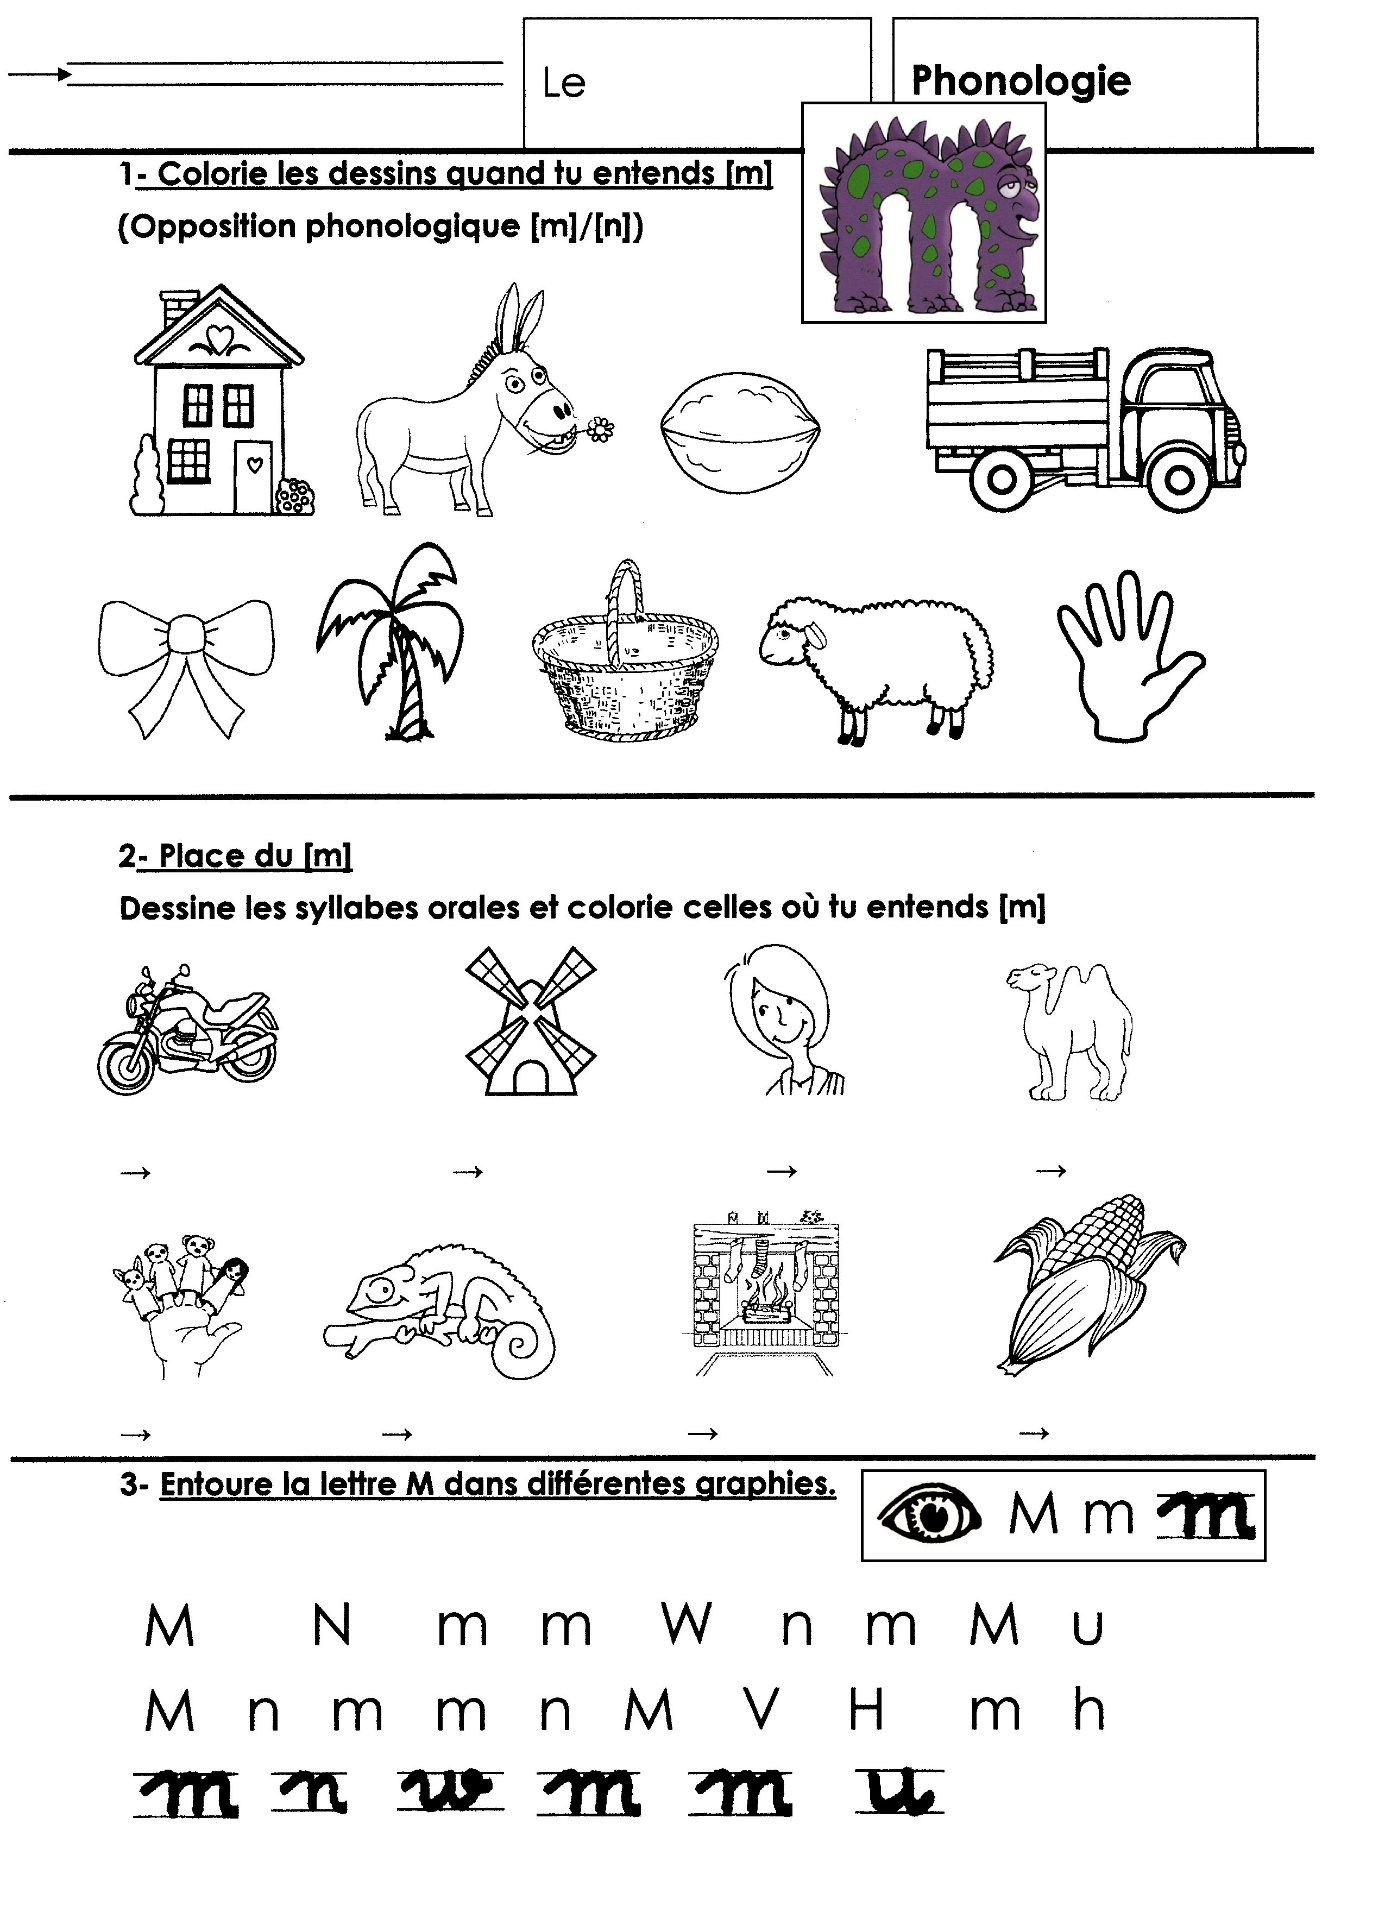 Le
Phonologie
1- Colorie les dessins quand tu entends [m]
(Opposition phonologique [m]/[n])
2- Place du [m]
Dessine les syllabes orales et colorie celles où tu entends [m]
→ → → →
→ → → →
3- Entoure la lettre M dans différentes graphies.
M m m
M N m m W n m M u
M n m m n M V H m h
m n w m m u